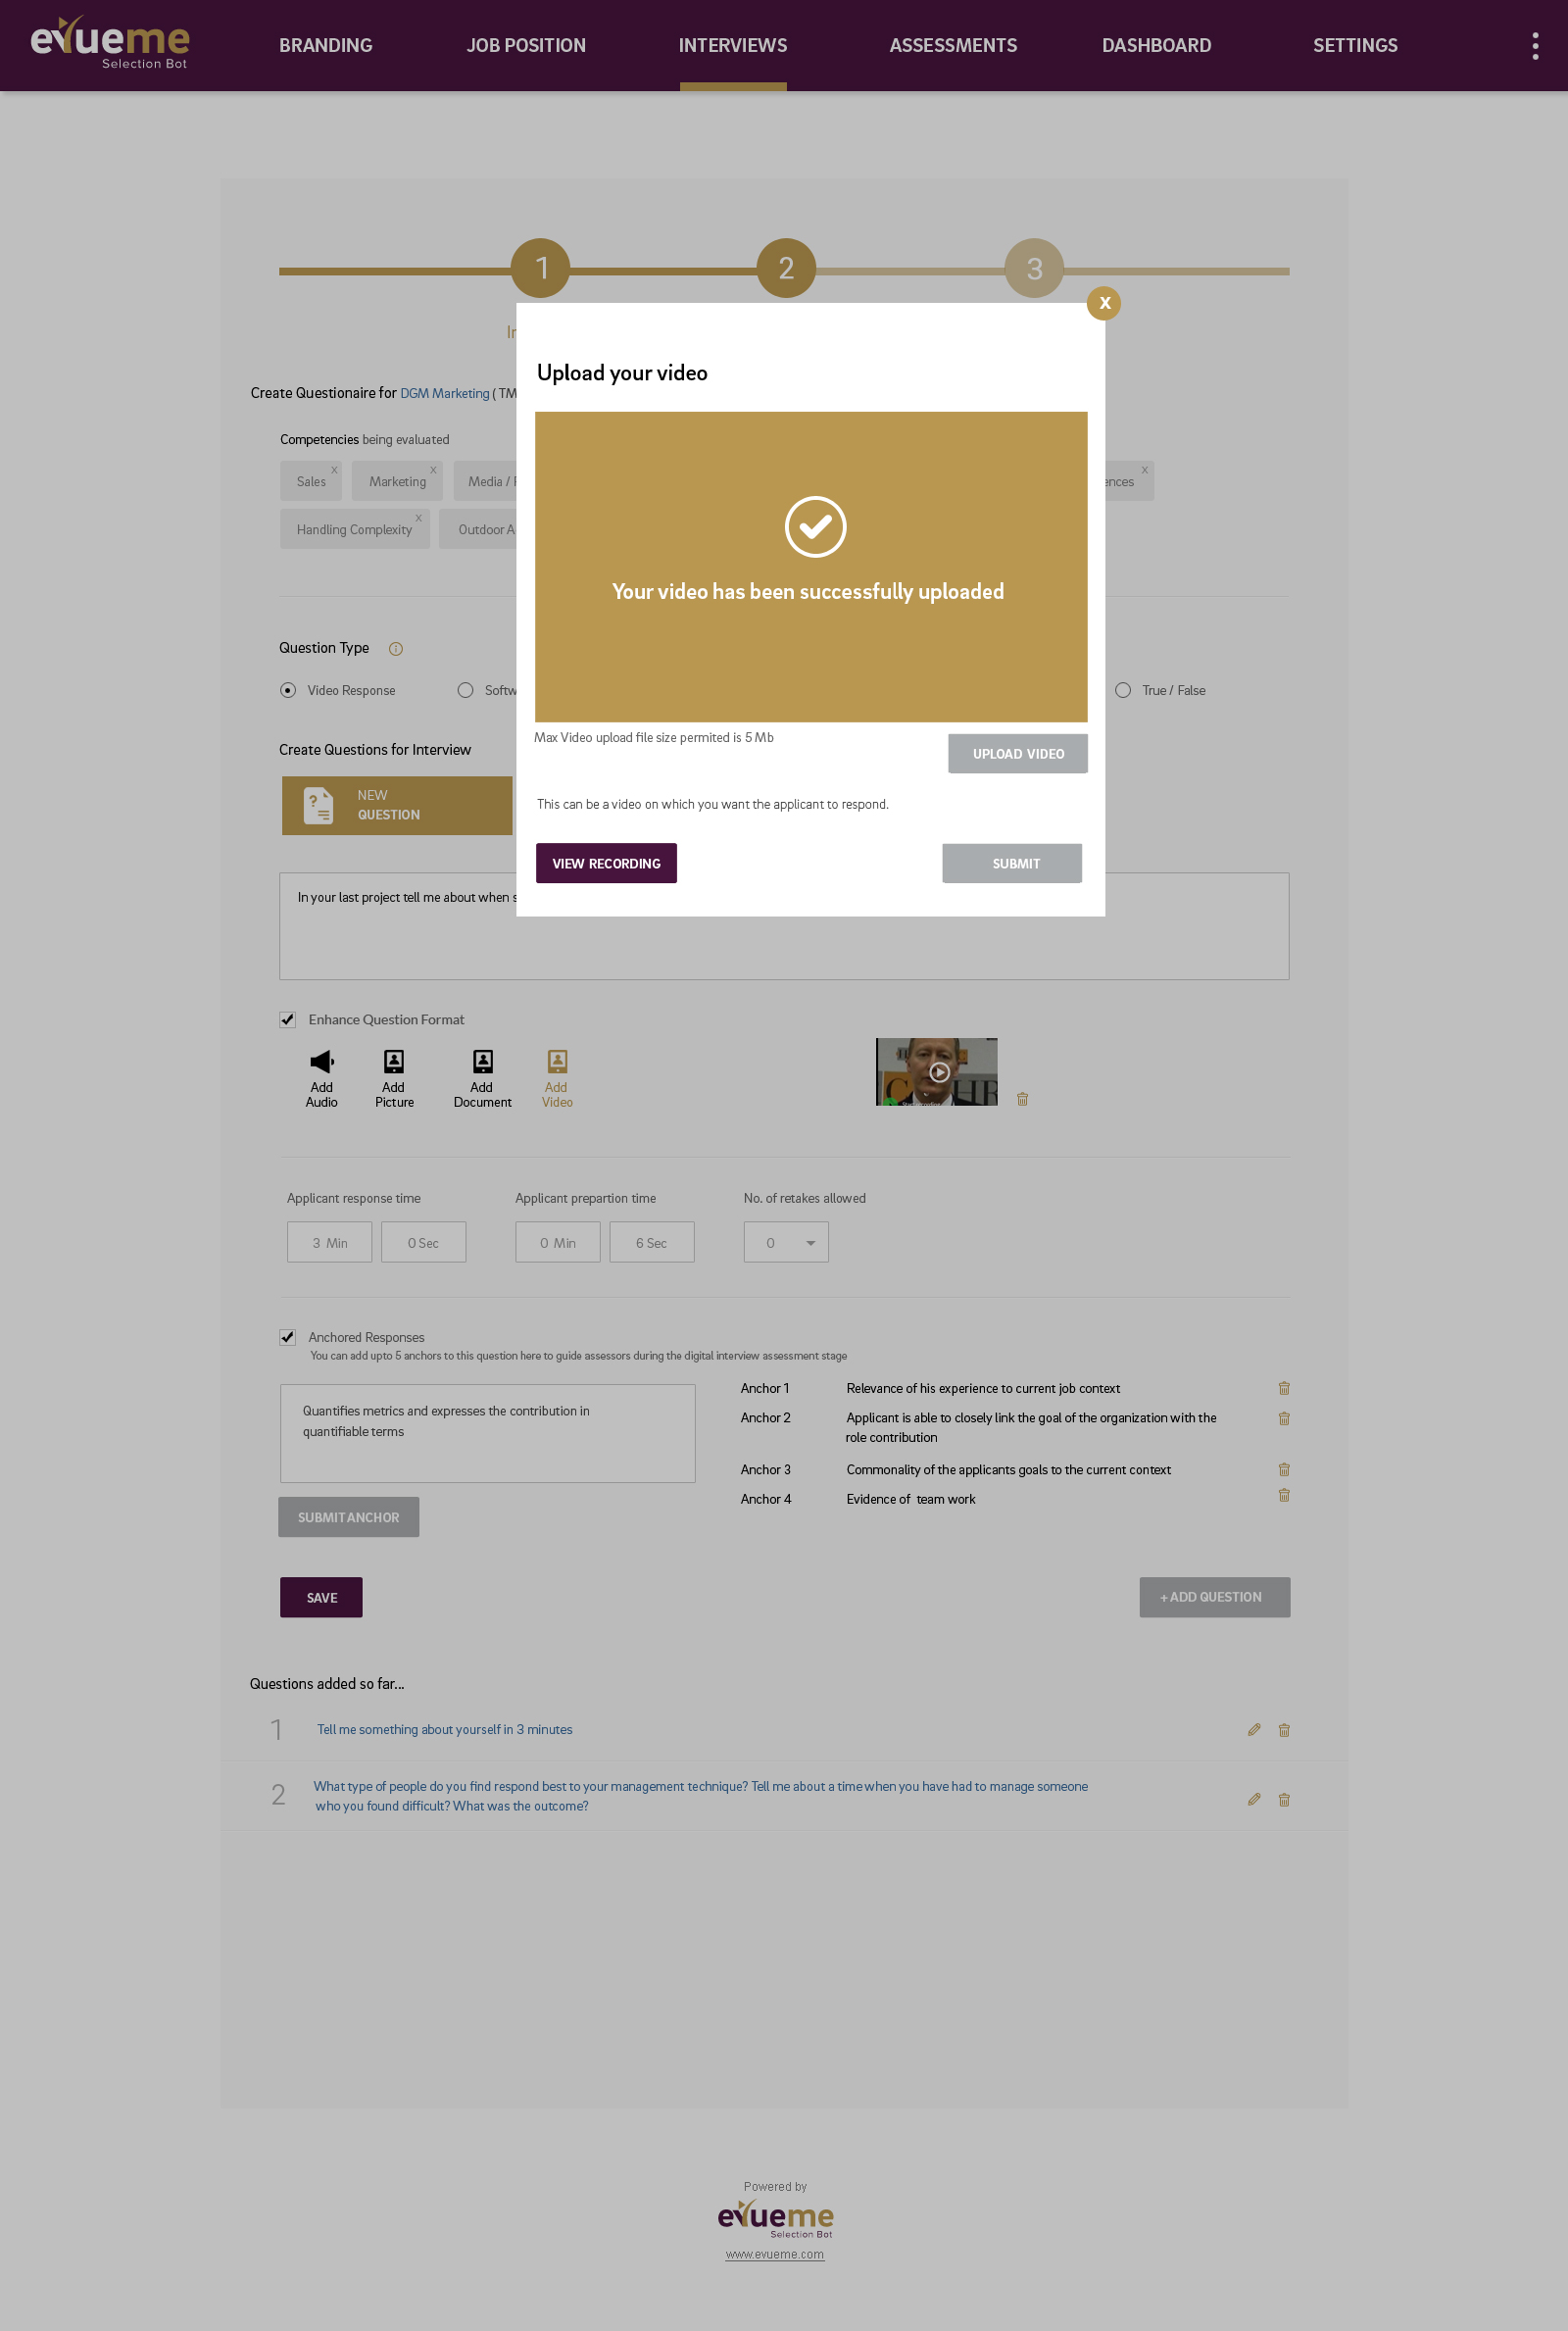 evueme
Selection Bot
BRANDING
JOB POSITION
INTERVIEWS
ASSESSMENTS
DASHBOARD
SETTINGS
1
2
3
X
Upload your video
Create Questionaire for DGM Marketing ( TM
Competencies being evaluated
Sales x
Marketing x
Media /
ences x
Handling Complexity x
Outdoor A
Your video has been successfully uploaded
Question Type
Video Response
Softw
True / False
Max Video upload file size permited is 5 Mb
UPLOAD VIDEO
Create Questions for Interview
NEW
QUESTION
This can be a video on which you want the applicant to respond.
VIEW RECORDING
SUBMIT
In your last project tell me about when s
Enhance Question Format
Add
Audio
Add
Picture
Add
Document
Add
Video
Applicant response time
Applicant prepartion time
No. of retakes allowed
3 Min
0 Sec
0 Min
6 Sec
0
Anchored Responses
You can add upto 5 anchors to this question here to guide assessors during the digital interview assessment stage
Quantifies metrics and expresses the contribution in
quantifiable terms
SUBMIT ANCHOR
Anchor 1 Relevance of his experience to current job context
Anchor 2 Applicant is able to closely link the goal of the organization with the
role contribution
Anchor 3 Commonality of the applicants goals to the current context
Anchor 4 Evidence of team work
SAVE
+ ADD QUESTION
Questions added so far...
1 Tell me something about yourself in 3 minutes
2 What type of people do you find respond best to your management technique? Tell me about a time when you have had to manage someone
who you found difficult? What was the outcome?
Powered by
evueme
Selection Bot
www.evueme.com